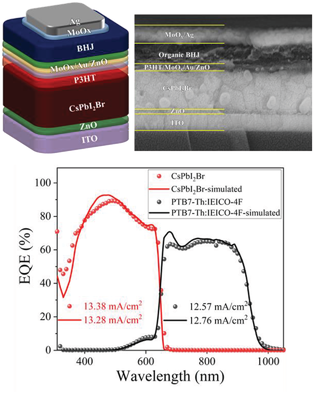 Ag
MoOx
BHJ
MoOx/Au/ZnO
P3HT
CsPbI₂Br
ZnO
ITO
MoOₓ/Ag
Organic BHJ
P3HT/MoOₓ/Au/ZnO
CsPbI₂Br
ZnO
ITO
CsPbI₂Br
CsPbI₂Br-simulated
PTB7-Th:IEICO-4F
PTB7-Th:IEICO-4F-simulated
EQE (%)
100
80
60
40
20
0
13.38 mA/cm²
13.28 mA/cm²
12.57 mA/cm²
12.76 mA/cm²
400
600
800
1000
Wavelength (nm)